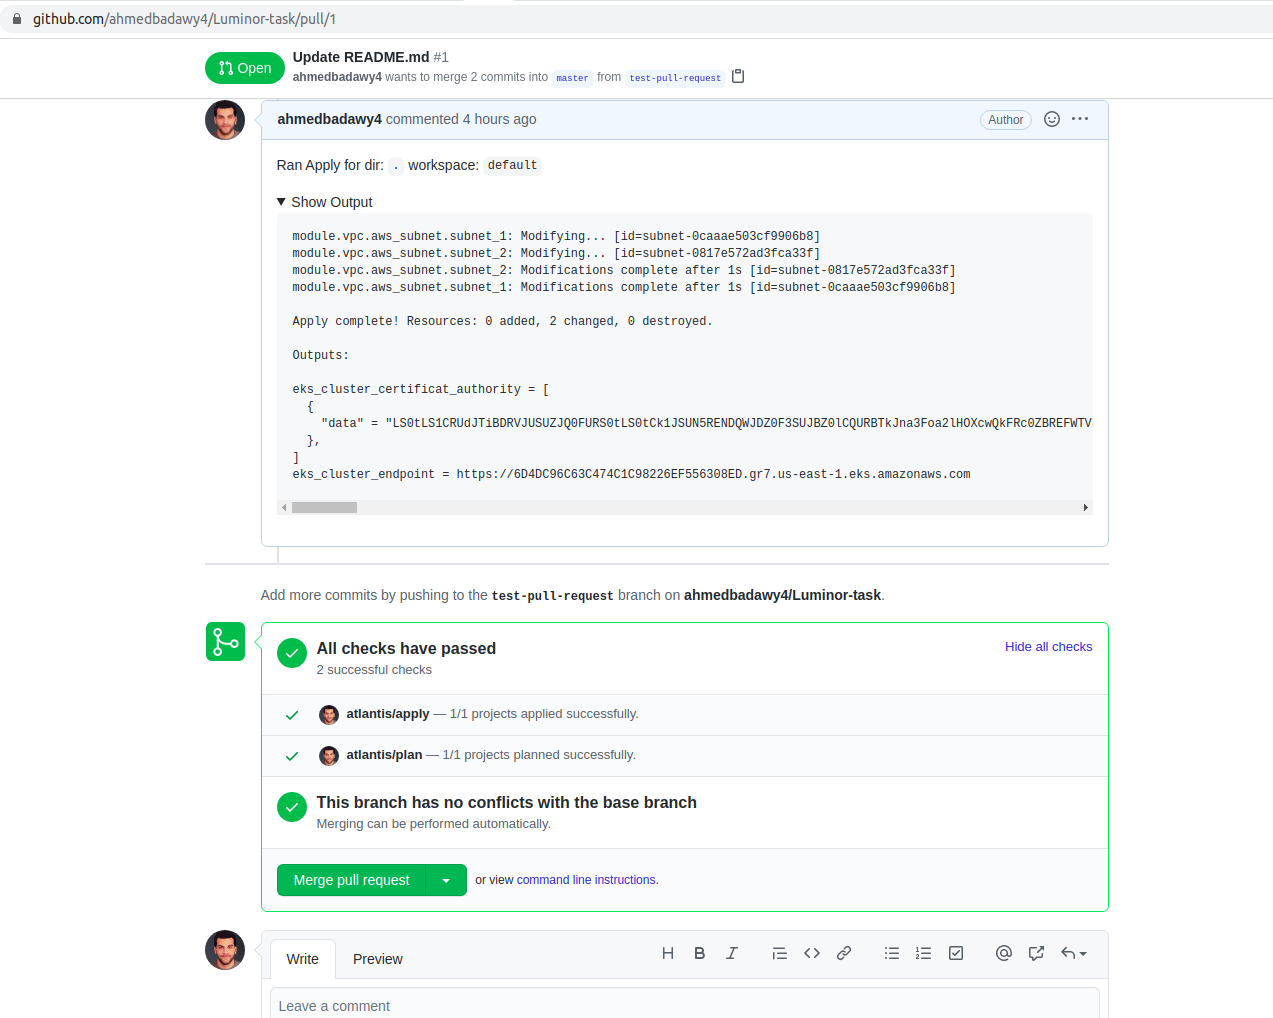 github.com/ahmedbadawy4/Luminor-task/pull/1
Open
Update README.md #1
ahmedbadawy4 wants to merge 2 commits into master from test-pull-request
ahmedbadawy4 commented 4 hours ago
Author
Ran Apply for dir: . workspace: default
Show Output
module.vpc.aws_subnet.subnet_1: Modifying... [id=subnet-0caaae503cf9906b8]
module.vpc.aws_subnet.subnet_2: Modifying... [id=subnet-0817e572ad3fca33f]
module.vpc.aws_subnet.subnet_2: Modifications complete after 1s [id=subnet-0817e572ad3fca33f]
module.vpc.aws_subnet.subnet_1: Modifications complete after 1s [id=subnet-0caaae503cf9906b8]
Apply complete! Resources: 0 added, 2 changed, 0 destroyed.
Outputs:
eks_cluster_certificat_authority = [
{
"data" = "LS0tLS1CRUdJTiBDRVJUSUZJQ0FURS0tLS0tCk1JSUN5RENDQWJDZ0F3SUJBZ0lCQURBTkJna3Foa2lHOXcwQkFRc0ZBREFWTV
},
]
eks_cluster_endpoint = https://6D4DC96C63C474C1C98226EF556308ED.gr7.us-east-1.eks.amazonaws.com
Add more commits by pushing to the test-pull-request branch on ahmedbadawy4/Luminor-task.
All checks have passed
Hide all checks
2 successful checks
atlantis/apply — 1/1 projects applied successfully.
atlantis/plan — 1/1 projects planned successfully.
This branch has no conflicts with the base branch
Merging can be performed automatically.
Merge pull request
or view command line instructions.
Write
Preview
Leave a comment